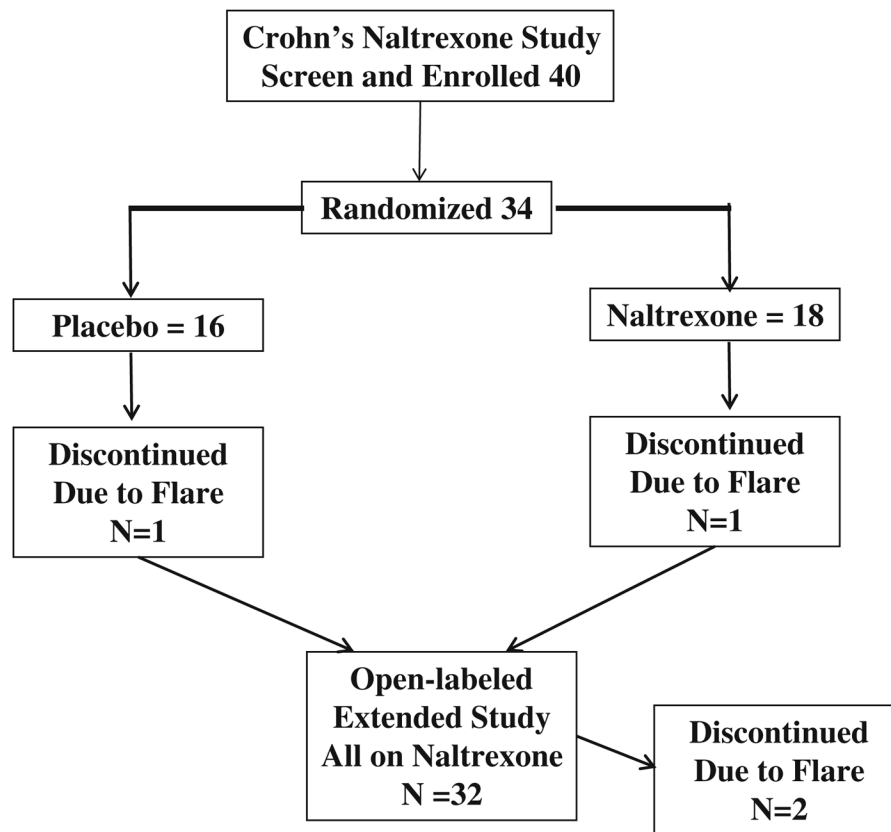 Crohn's Naltrexone Study
Screen and Enrolled 40
Randomized 34
Placebo = 16
Naltrexone = 18
Discontinued
Due to Flare
N=1
Discontinued
Due to Flare
N=1
Open-labeled
Extended Study
All on Naltrexone
N =32
Discontinued
Due to Flare
N=2